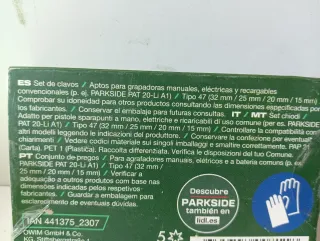 ES Set de clavos / Aptos para grapadoras manuales, eléctricas y recargables
convencionales (p. ej. PARKSIDE PAT 20-Li A1) / Tipo 47 (32 mm / 25 mm / 20 mm / 15 mm)
Comprobar su idoneidad para otros productos consultando las dimensiones especificadas por
los fabricantes. / Conservar el embalaje para futuras consultas. IT / MT Set chiodi /
Adatto per pistole sparapunti a mano, elettriche e ricaricabili di uso comune (per es. PARKSIDE
PAT 20-Li A1) / Tipo 47 (32 mm / 25 mm / 20 mm / 15 mm) / Controllare la compatibilità con
altri modelli leggendo le indicazioni del produttore. / Conservare la confezione per eventuali
chiarimenti. / Vedere codici materiali sui singoli imballaggi o smaltire confezione: PAP
(Carta). PET 1 (Plastica). Raccolta differenziata. Verifica le disposizioni del tuo Comune.
PT Conjunto de pregos / Adequado para agrafadores manuais, elétricos e a bateria comuns (p. ej.
PARKSIDE PAT 20-Li A1) / Tipo 47 (32 mm /
25 mm / 20 mm / 15 mm) / Verificar a
adequação a outros produtos com base nas
dimensões indicadas pelos respetivos
fabricantes. / Guardar a embalagem para
esclarecimento de eventuais dúvidas.
Descubre
PARKSIDE
también en
lidl.es
IAN 441375_2307
OWIM GmbH & Co.
KG, Stiftsbergstraße 1